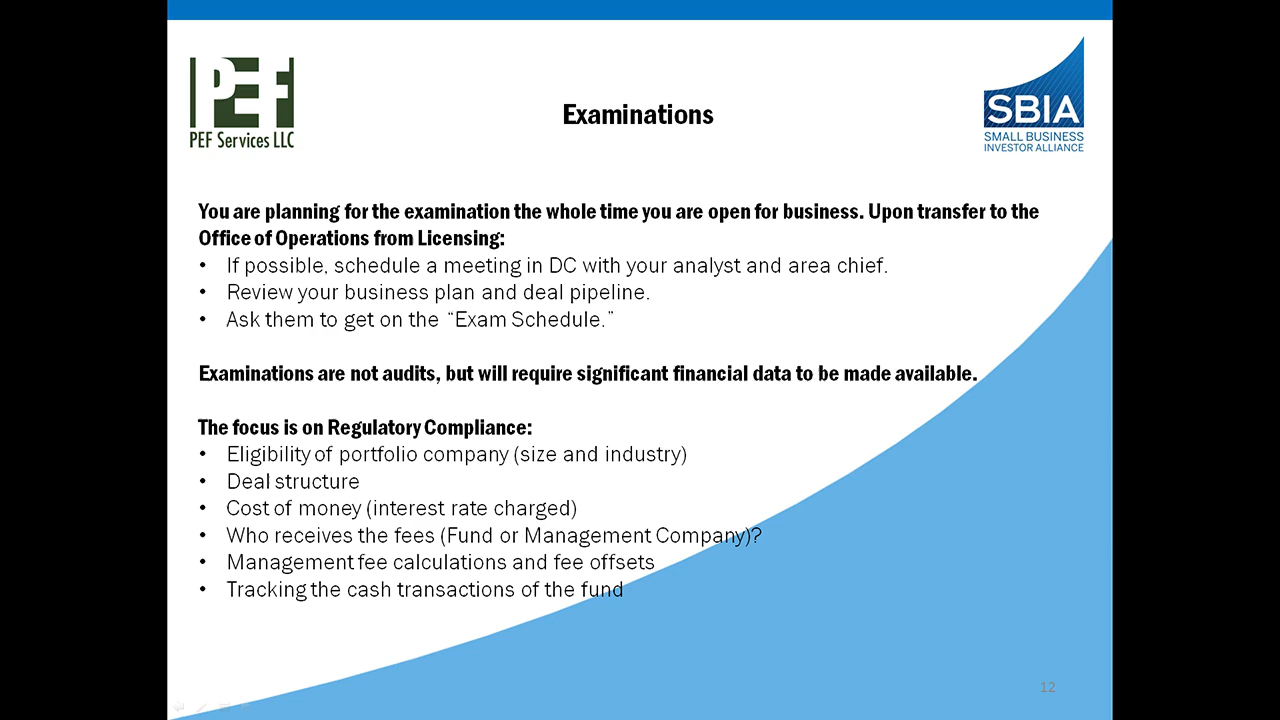 PEF
PEF Services LLC
Examinations
SBIA
SMALL BUSINESS
INVESTOR ALLIANCE
You are planning for the examination the whole time you are open for business. Upon transfer to the
Office of Operations from Licensing:
• If possible, schedule a meeting in DC with your analyst and area chief.
• Review your business plan and deal pipeline.
• Ask them to get on the “Exam Schedule.”
Examinations are not audits, but will require significant financial data to be made available.
The focus is on Regulatory Compliance:
• Eligibility of portfolio company (size and industry)
• Deal structure
• Cost of money (interest rate charged)
• Who receives the fees (Fund or Management Company)?
• Management fee calculations and fee offsets
• Tracking the cash transactions of the fund
12